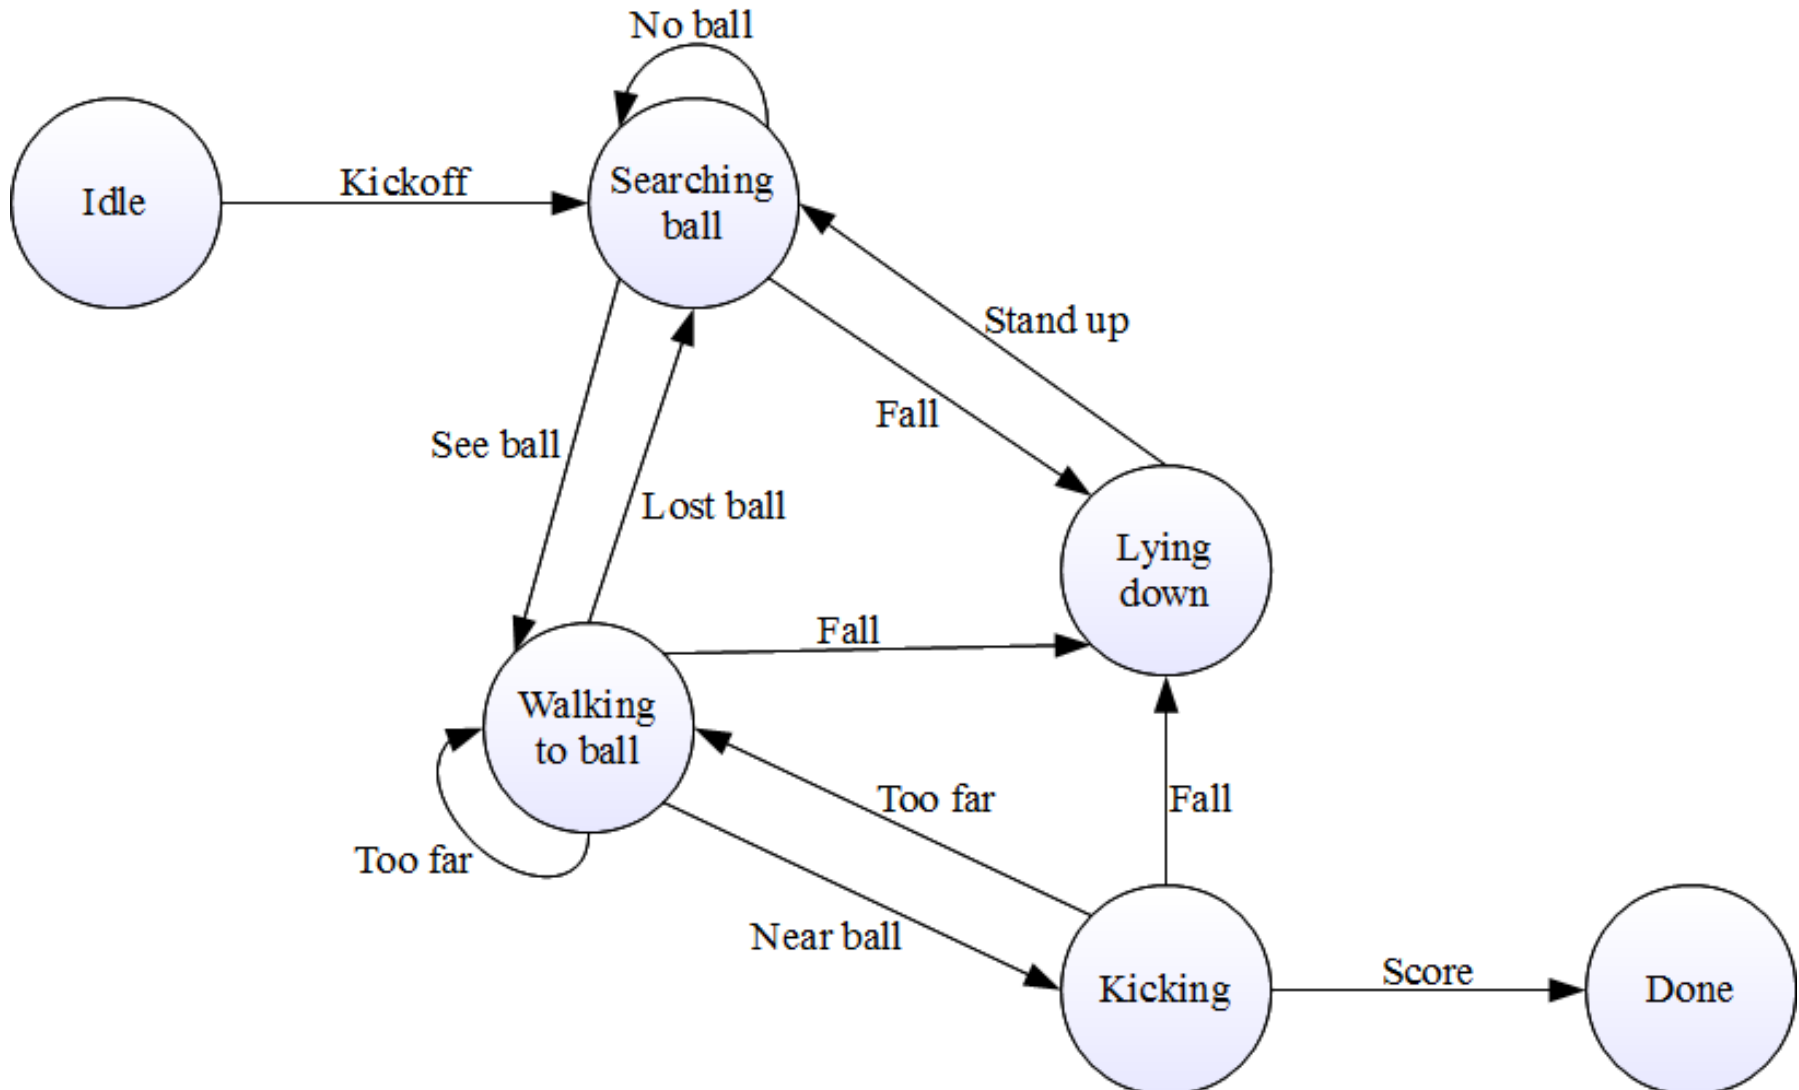 No ball
Idle
Kickoff
Searching
ball
Stand up
Fall
See ball
Lost ball
Lying
down
Fall
Walking
to ball
Too far
Fall
Too far
Near ball
Kicking
Score
Done